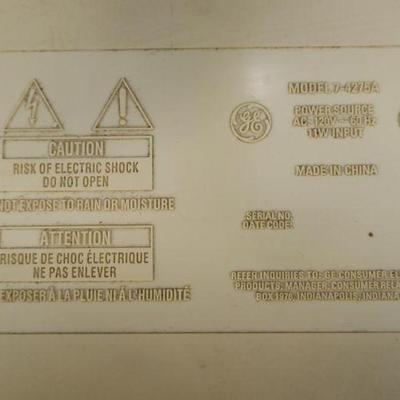 CAUTION
RISK OF ELECTRIC SHOCK
DO NOT OPEN
NOT EXPOSE TO RAIN OR MOISTURE
ATTENTION
RISQUE DE CHOC ÉLECTRIQUE
NE PAS ENLEVER
EXPOSER À LA PLUIE NI À L'HUMIDITÉ
GE
MODEL 7-4275A
POWER SOURCE
AC: 120V~60 Hz
11W INPUT
MADE IN CHINA
SERIAL NO.
DATE CODE:
REFER INQUIRIES TO: GE CONSUMER EL
PRODUCTS, MANAGER, CONSUMER RELA
BOX 1976, INDIANAPOLIS, INDIANA